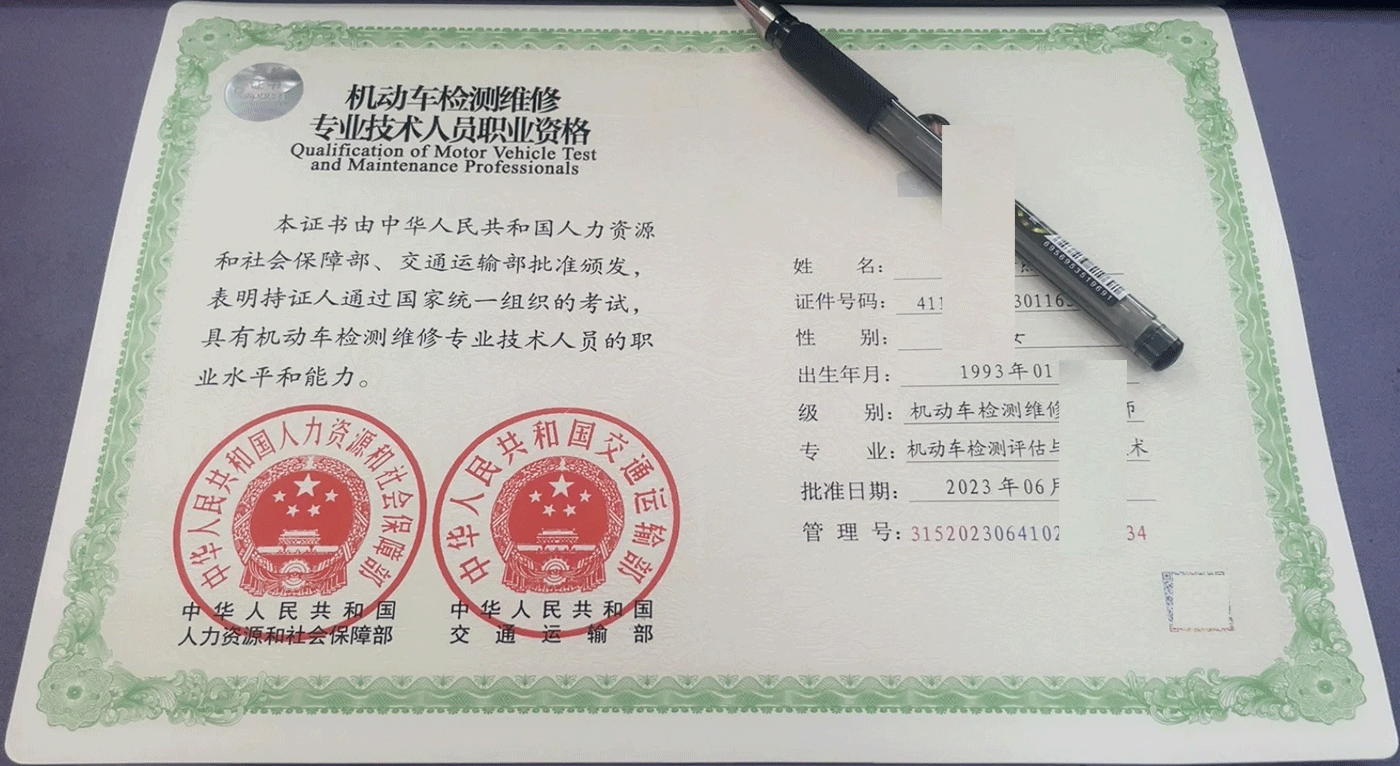 机动车检测维修
专业技术人员职业资格
Qualification of Motor Vehicle Test
and Maintenance Professionals
本证书由中华人民共和国人力资源
和社会保障部、交通运输部批准颁发，
表明持证人通过国家统一组织的考试，
具有机动车检测维修专业技术人员的职
业水平和能力。
中华人民共和国人力资源和社会保障部
中华人民共和国交通运输部
中华人民共和国
人力资源和社会保障部
中华人民共和国
交通运输部
姓 名：
证件号码： 411 301165
性 别： 女
出生年月： 1993年01
级 别： 机动车检测维修 师
专 业： 机动车检测评估与 术
批准日期： 2023年06月
管 理 号： 3152023064102 34
6956953519691